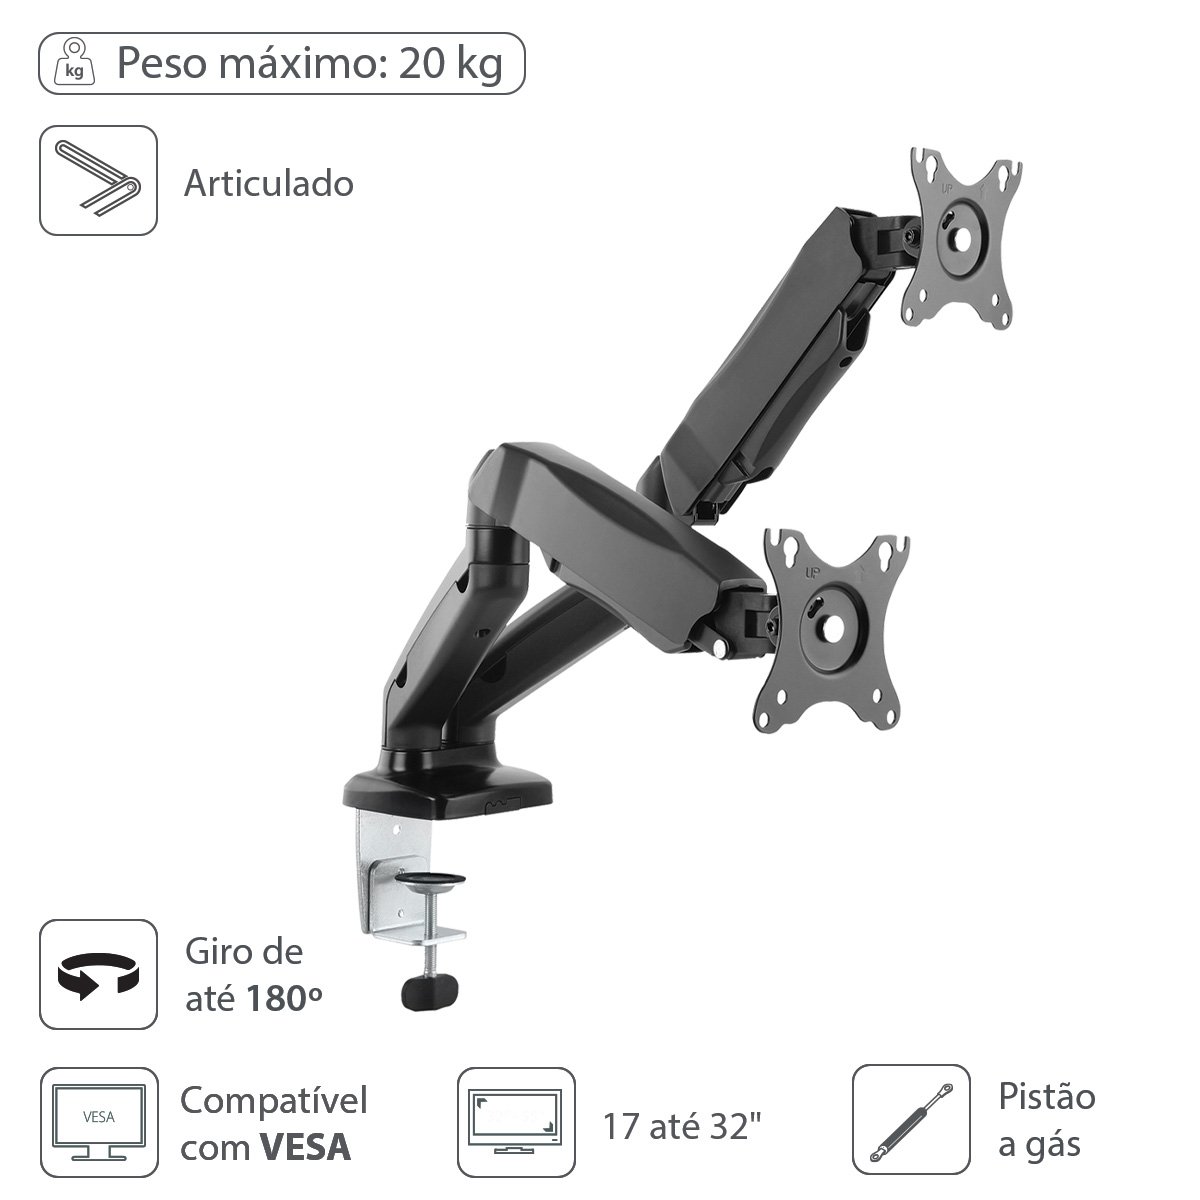 kg
Peso máximo: 20 kg
Articulado
UP
UP
Giro de
até 180º
VESA
Compatível
com VESA
17 até 32"
Pistão
a gás